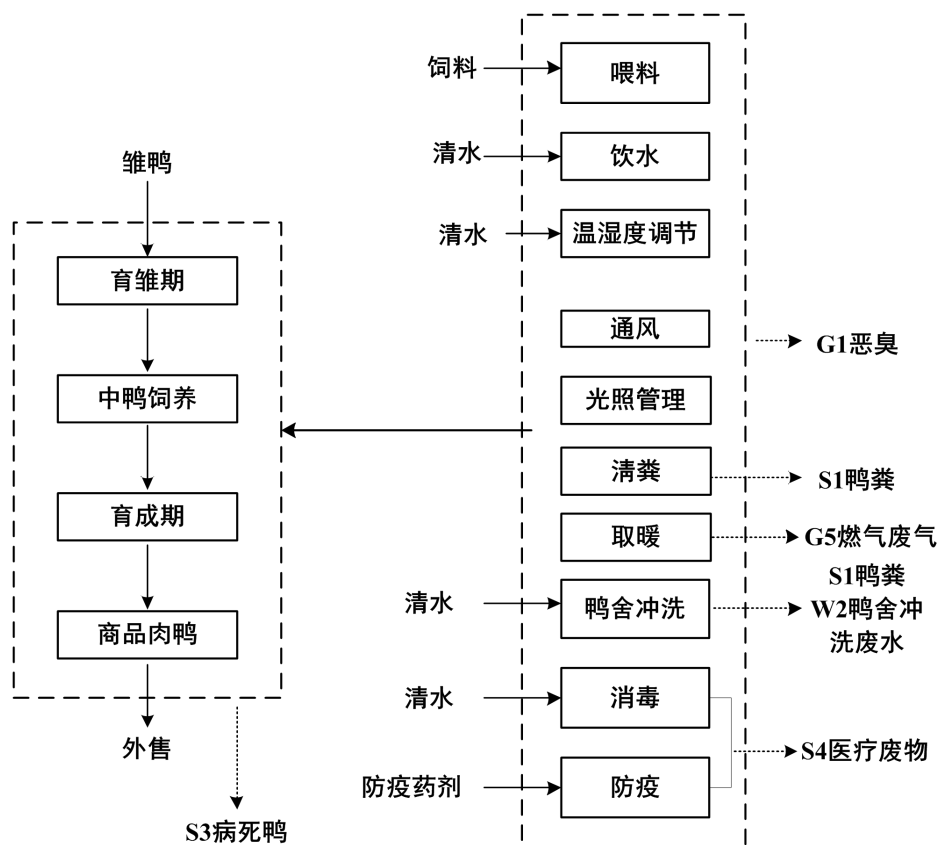 雏鸭
育雏期
中鸭饲养
育成期
商品肉鸭
外售
S3病死鸭
饲料
喂料
清水
饮水
清水
温湿度调节
通风
G1恶臭
光照管理
清粪
S1鸭粪
取暖
G5燃气废气
清水
鸭舍冲洗
S1鸭粪
W2鸭舍冲
洗废水
清水
消毒
S4医疗废物
防疫药剂
防疫